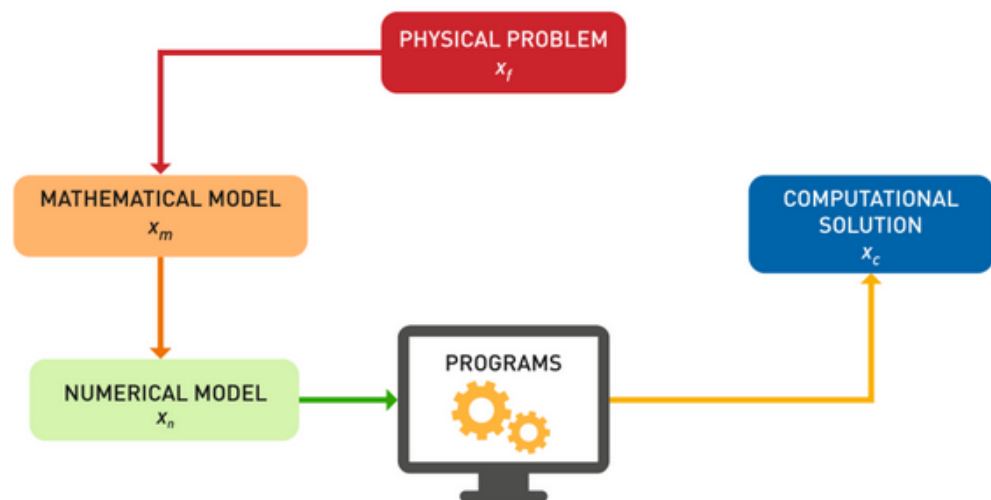 PHYSICAL PROBLEM
x_f
MATHEMATICAL MODEL
x_m
COMPUTATIONAL
SOLUTION
x_c
NUMERICAL MODEL
x_n
PROGRAMS